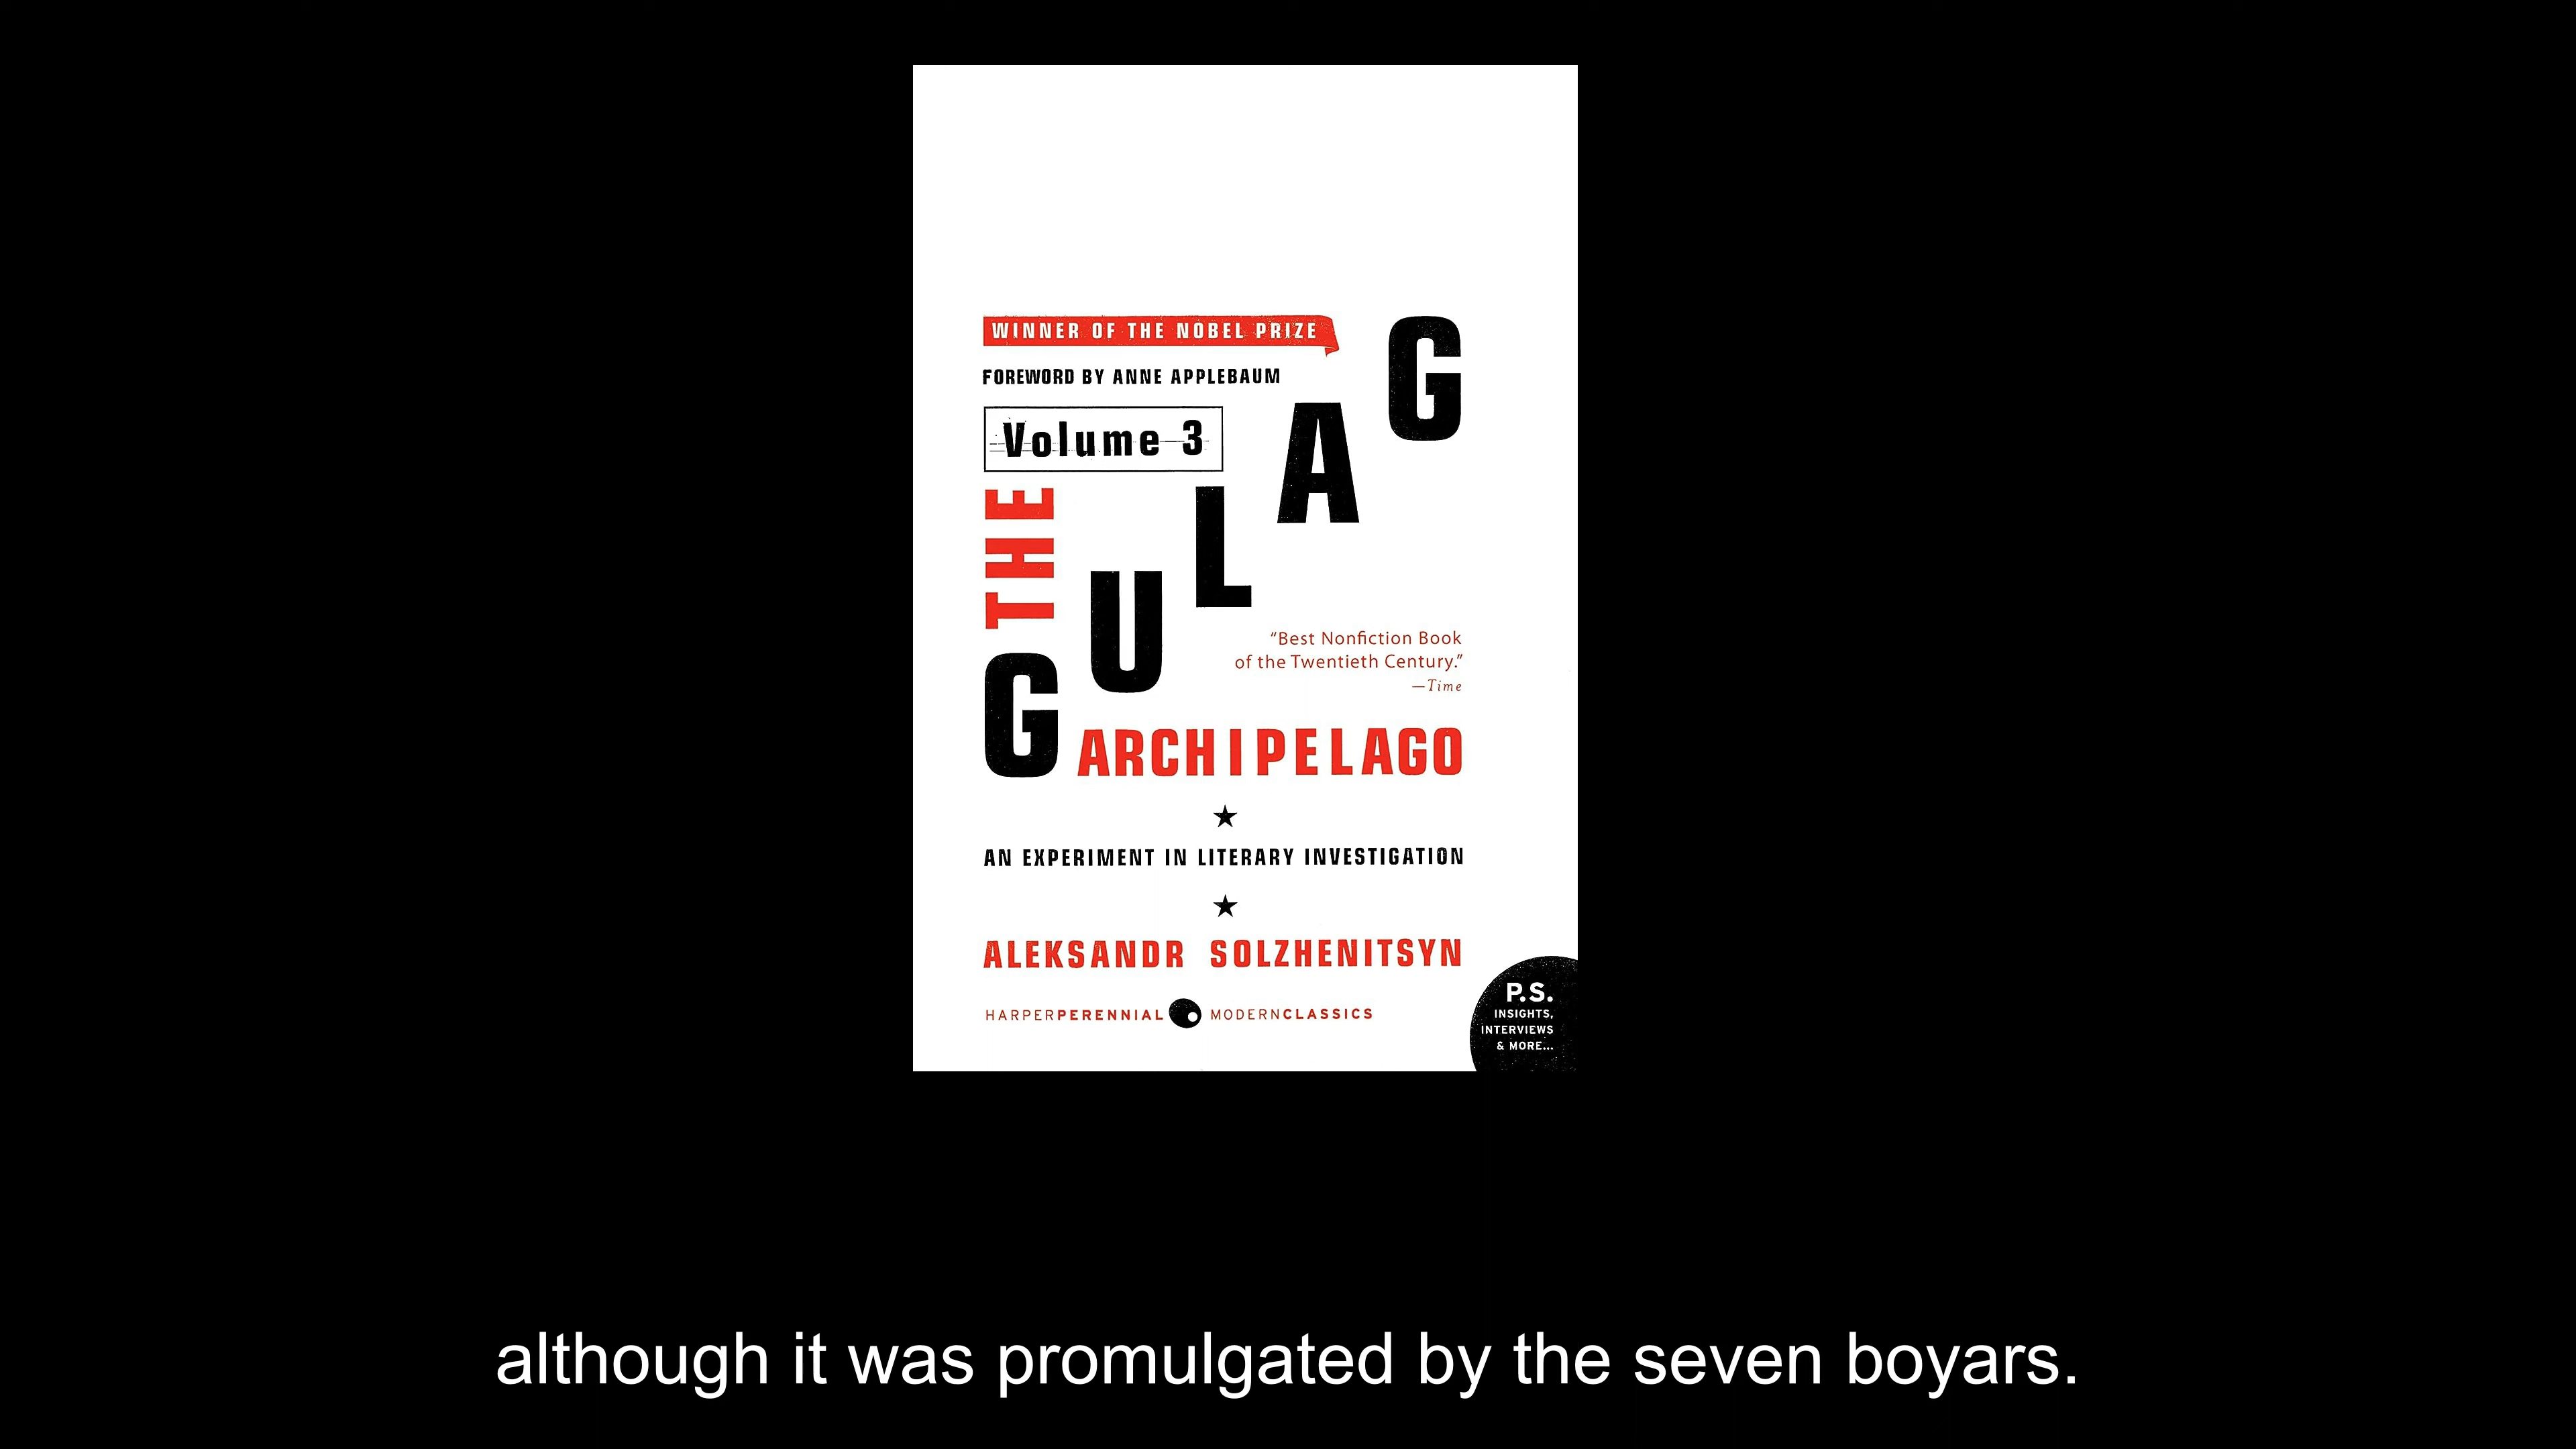 WINNER OF THE NOBEL PRIZE
FOREWORD BY ANNE APPLEBAUM
Volume 3
THE
GULAG
"Best Nonfiction Book
of the Twentieth Century."
—Time
ARCHIPELAGO
AN EXPERIMENT IN LITERARY INVESTIGATION
ALEKSANDR SOLZHENITSYN
HARPERPERENNIAL MODERNCLASSICS
P.S.
INSIGHTS,
INTERVIEWS
& MORE...
although it was promulgated by the seven boyars.